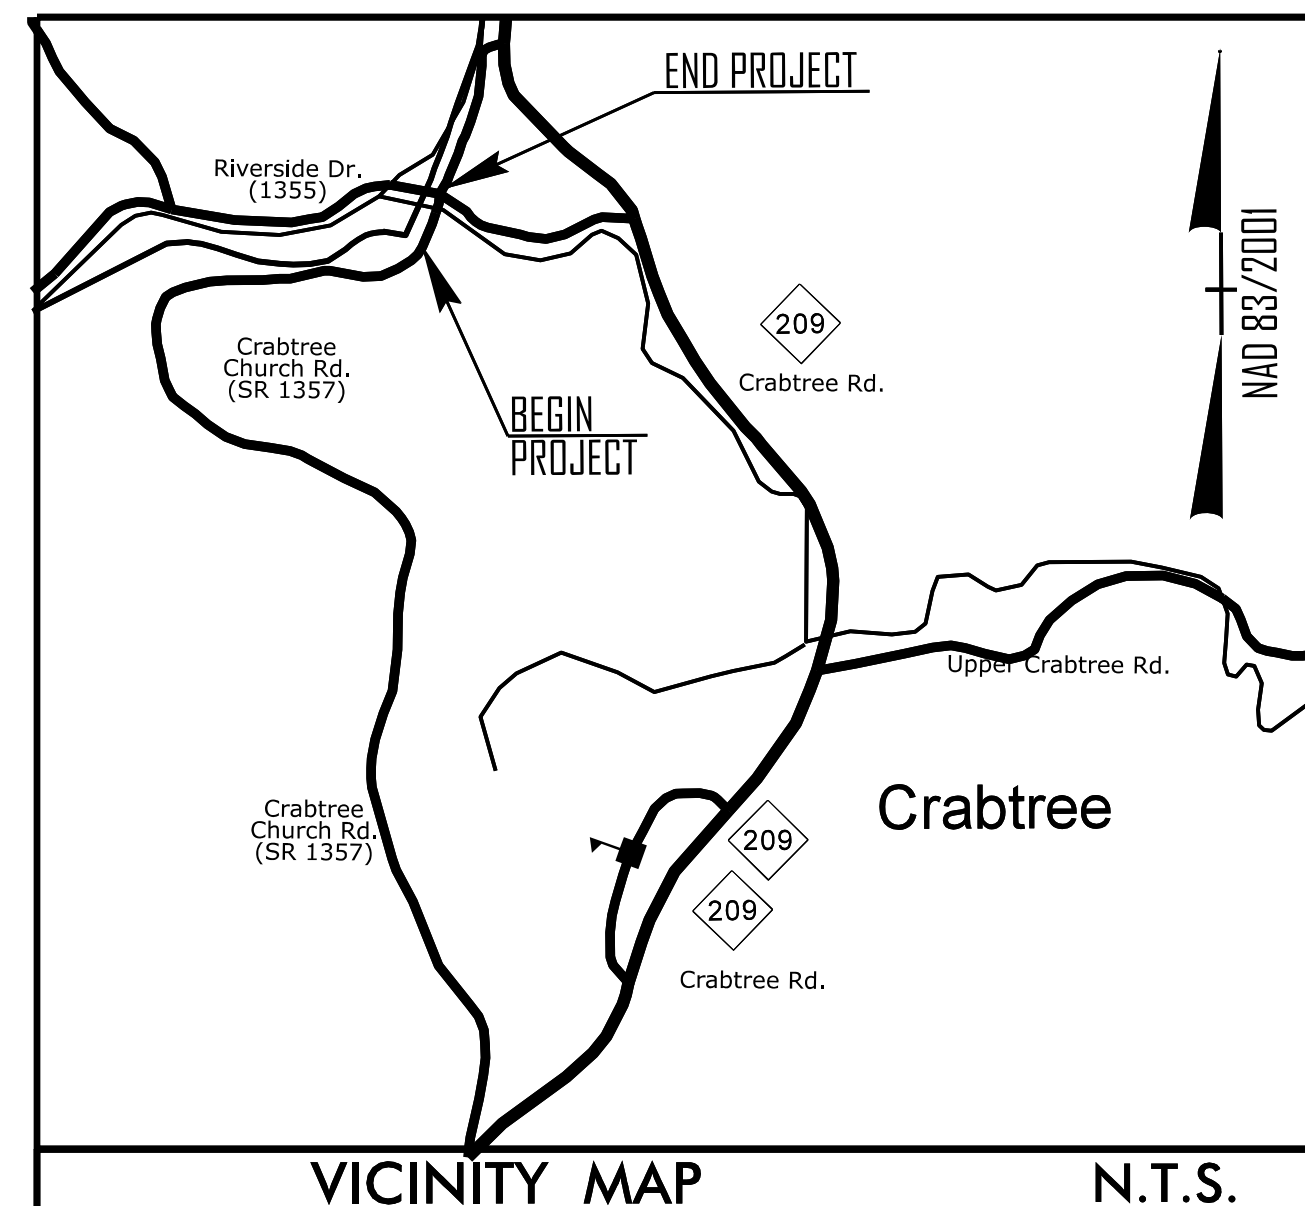 END PROJECT
Riverside Dr.
(1355)
NAD 83/2001
209
Crabtree Rd.
Crabtree
Church Rd.
(SR 1357)
BEGIN
PROJECT
Upper Crabtree Rd.
Crabtree
Crabtree
Church Rd.
(SR 1357)
209
209
Crabtree Rd.
VICINITY MAP
N.T.S.